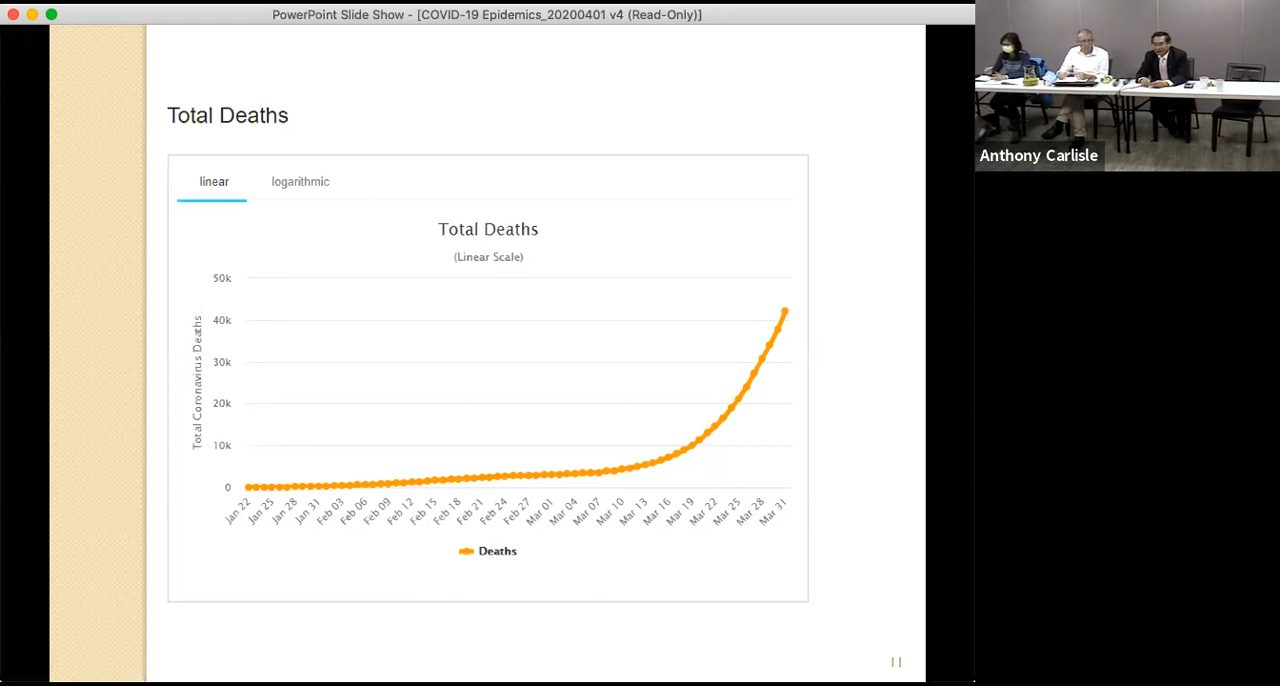 PowerPoint Slide Show - [COVID-19 Epidemics_20200401 v4 (Read-Only)]
Anthony Carlisle
Total Deaths
linear
logarithmic
Total Deaths
(Linear Scale)
Total Coronavirus Deaths
50k
40k
30k
20k
10k
0
Jan 22
Jan 25
Jan 28
Jan 31
Feb 03
Feb 06
Feb 09
Feb 12
Feb 15
Feb 18
Feb 21
Feb 24
Feb 27
Mar 01
Mar 04
Mar 07
Mar 10
Mar 13
Mar 16
Mar 19
Mar 22
Mar 25
Mar 28
Mar 31
Deaths
11